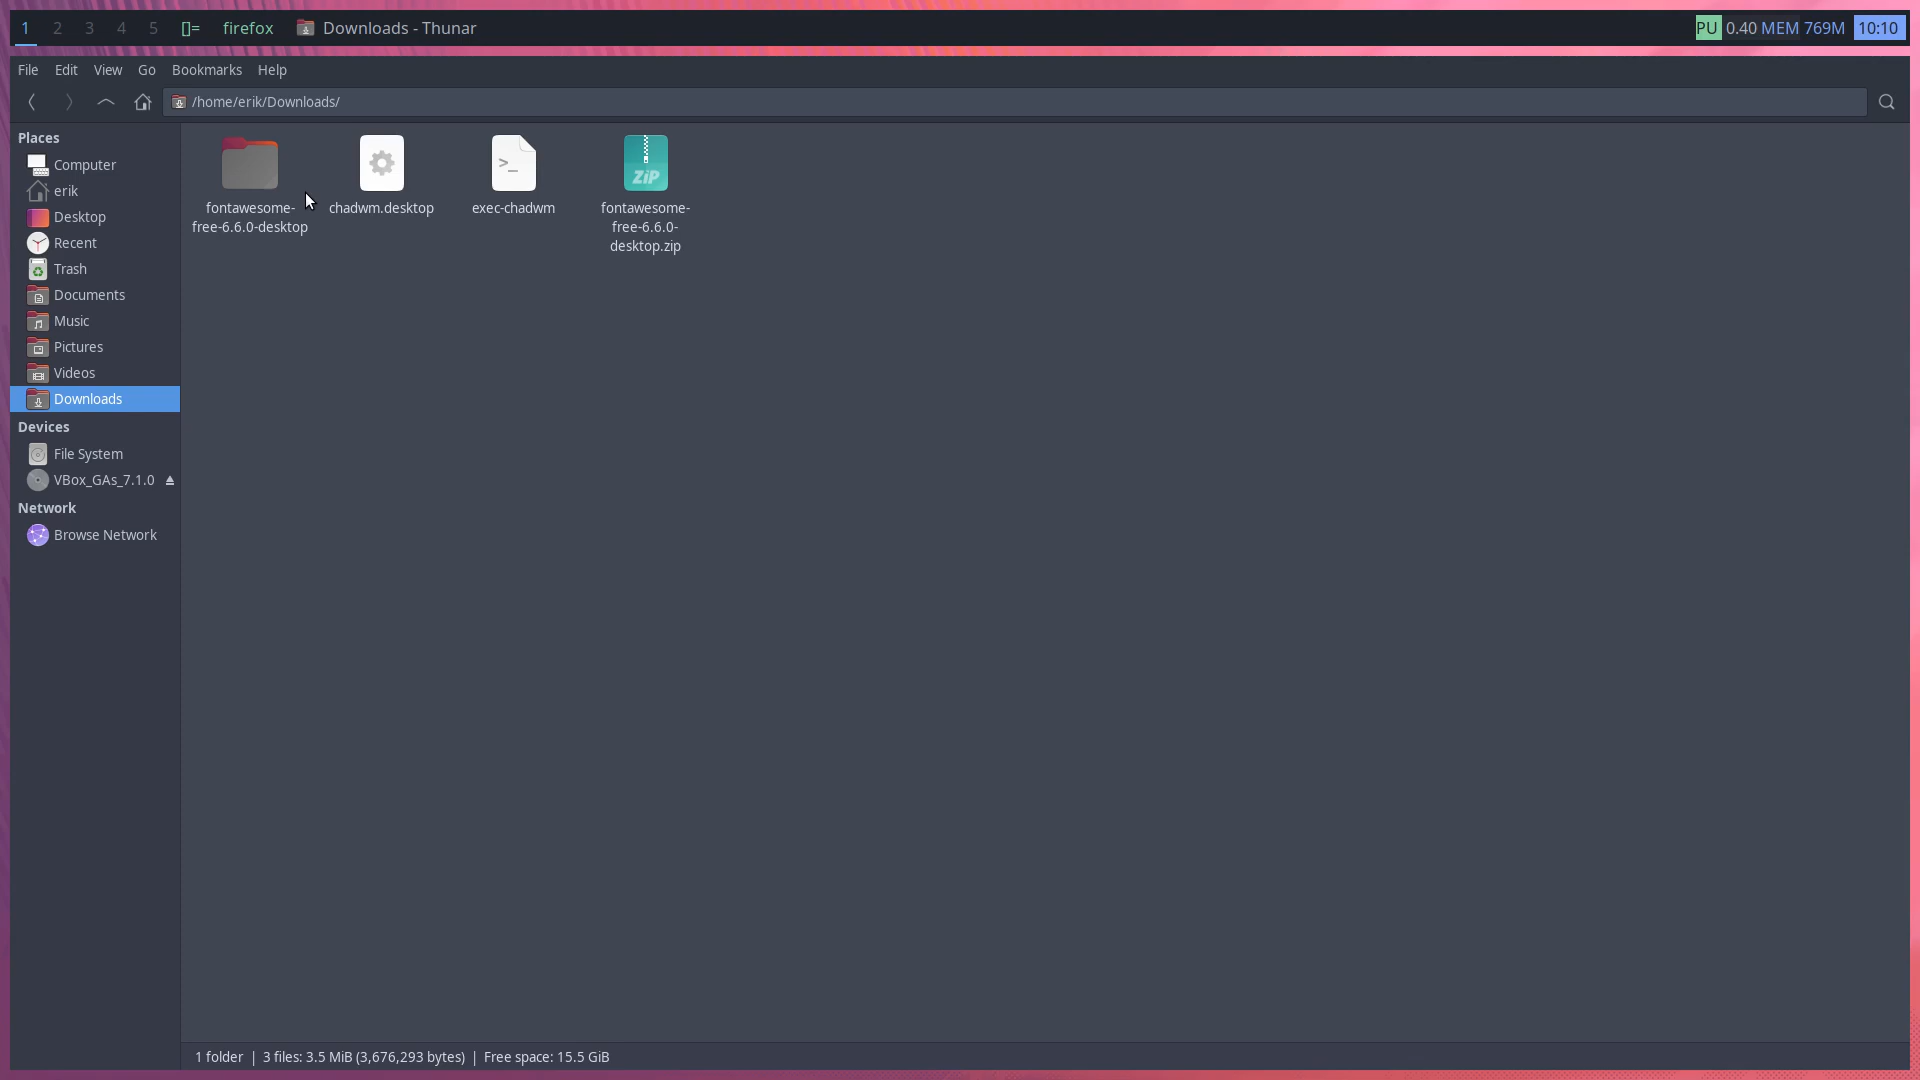 1 2 3 4 5 []= firefox Downloads - Thunar PU 0.40 MEM 769M 10:10
File Edit View Go Bookmarks Help
/home/erik/Downloads/
Places
Computer
erik
Desktop
Recent
Trash
Documents
Music
Pictures
Videos
Downloads
Devices
File System
VBox_GAs_7.1.0
Network
Browse Network
fontawesome-
free-6.6.0-desktop
chadwm.desktop
>_
exec-chadwm
ZiP
fontawesome-
free-6.6.0-
desktop.zip
1 folder | 3 files: 3.5 MiB (3,676,293 bytes) | Free space: 15.5 GiB